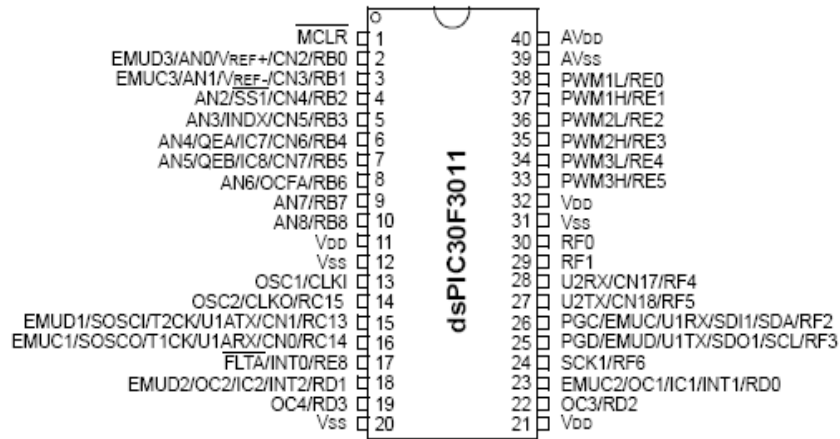 MCLR 1
EMUD3/AN0/VREF+/CN2/RB0 2
EMUC3/AN1/VREF-/CN3/RB1 3
AN2/SS1/CN4/RB2 4
AN3/INDX/CN5/RB3 5
AN4/QEA/IC7/CN6/RB4 6
AN5/QEB/IC8/CN7/RB5 7
AN6/OCFA/RB6 8
AN7/RB7 9
AN8/RB8 10
VDD 11
VSS 12
OSC1/CLKI 13
OSC2/CLKO/RC15 14
EMUD1/SOSCI/T2CK/U1ATX/CN1/RC13 15
EMUC1/SOSCO/T1CK/U1ARX/CN0/RC14 16
FLTA/INT0/RE8 17
EMUD2/OC2/IC2/INT2/RD1 18
OC4/RD3 19
VSS 20
dsPIC30F3011
40 AVDD
39 AVSS
38 PWM1L/RE0
37 PWM1H/RE1
36 PWM2L/RE2
35 PWM2H/RE3
34 PWM3L/RE4
33 PWM3H/RE5
32 VDD
31 VSS
30 RF0
29 RF1
28 U2RX/CN17/RF4
27 U2TX/CN18/RF5
26 PGC/EMUC/U1RX/SDI1/SDA/RF2
25 PGD/EMUD/U1TX/SDO1/SCL/RF3
24 SCK1/RF6
23 EMUC2/OC1/IC1/INT1/RD0
22 OC3/RD2
21 VDD